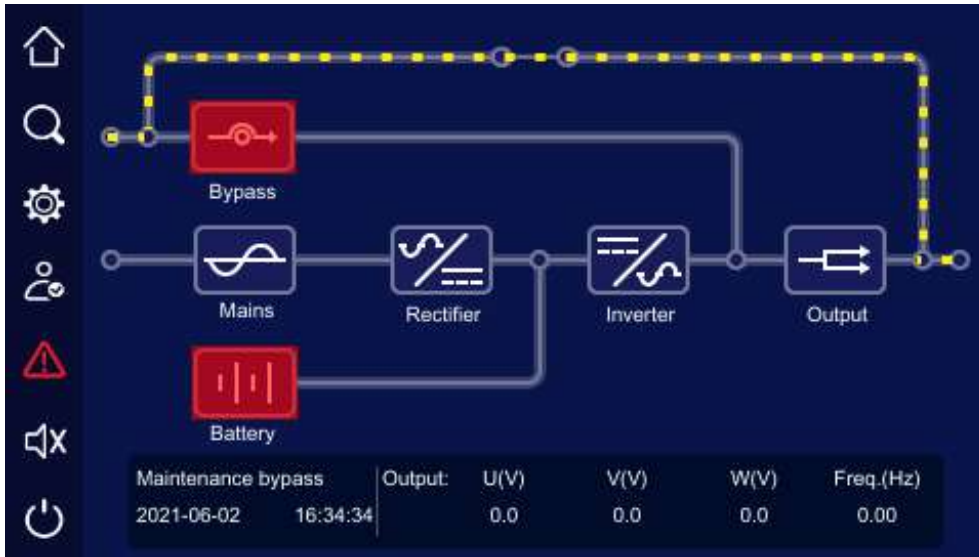 Bypass
Mains
Rectifier
Inverter
Output
Battery
Maintenance bypass Output: U(V) V(V) W(V) Freq.(Hz)
2021-06-02 16:34:34 0.0 0.0 0.0 0.00